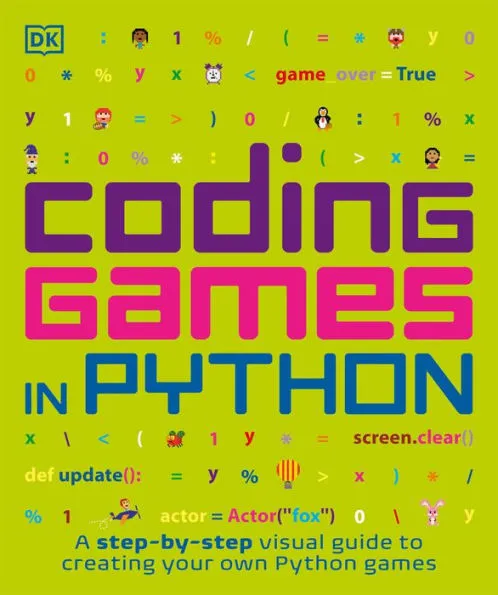 DK : 1 % / ( = * y 0
0 * % y x < game_over = True >
y 1 = > ) 0 / : 1 % x
: 0 % * : ( > x =
coding
games
in PYTHON
x \ < ( 1 y * = screen.clear()
def update(): = y % > x ) * /
% 1 actor = Actor("fox") 0 \ y
A step-by-step visual guide to
creating your own Python games